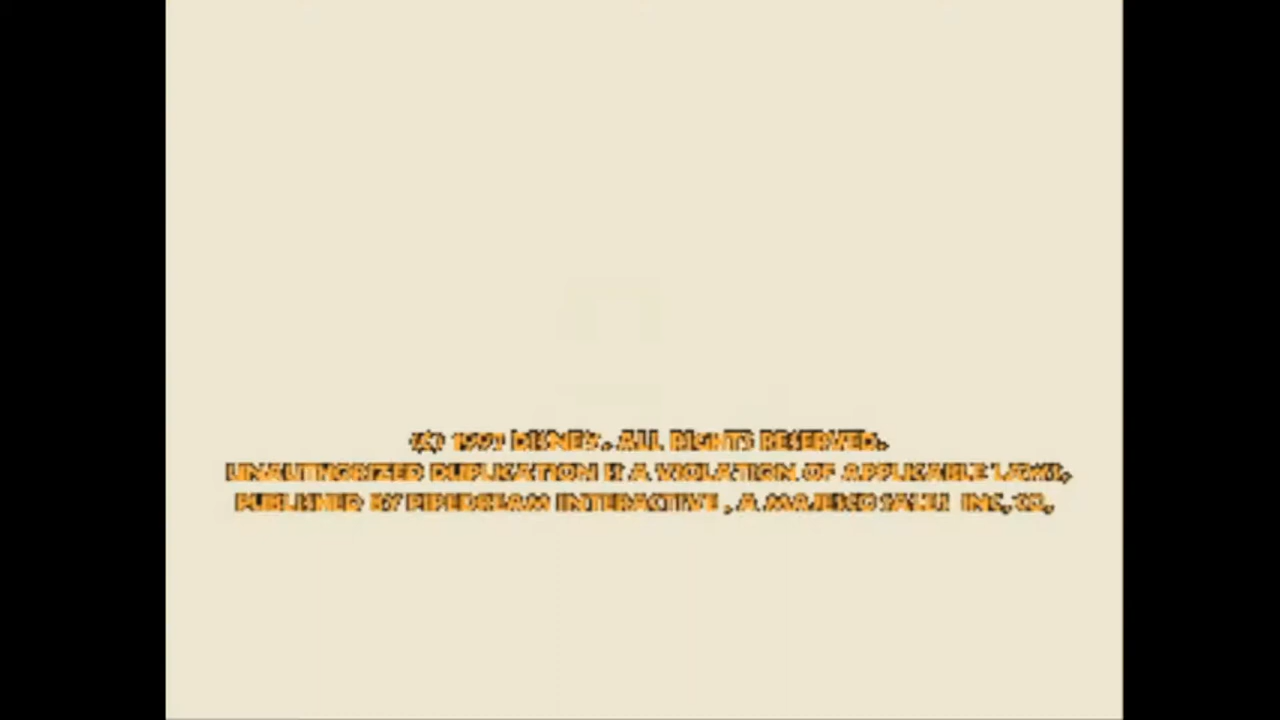 (C) 1997 DISNEY. ALL RIGHTS RESERVED.
UNAUTHORIZED DUPLICATION IS A VIOLATION OF APPLICABLE LAWS.
PUBLISHED BY PIPEDREAM INTERACTIVE, A MAJESCO SALES INC, CO.